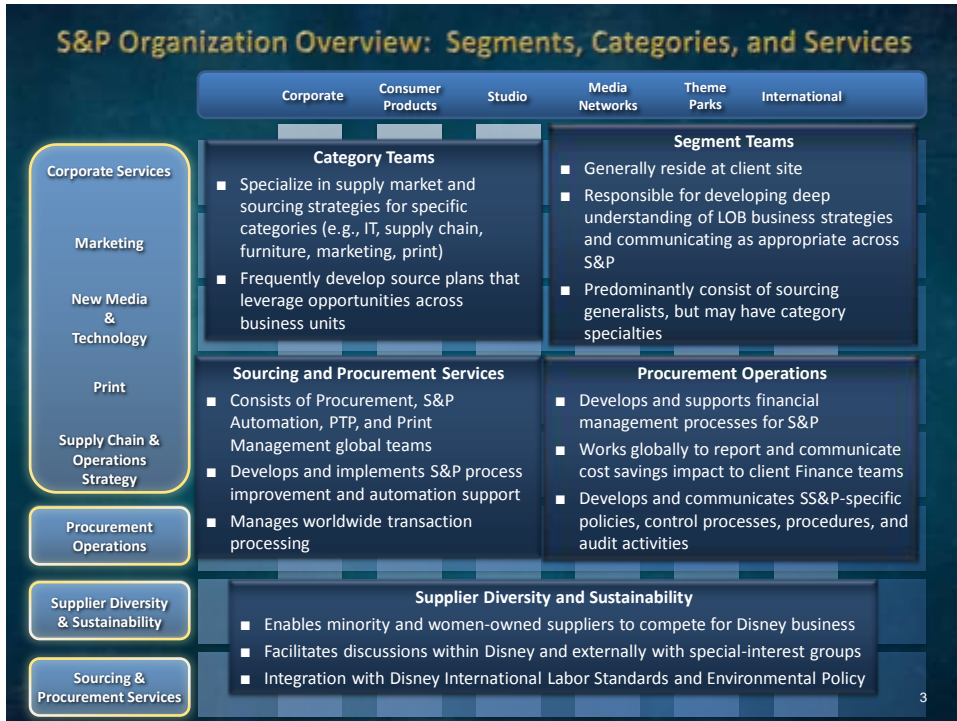 S&P Organization Overview: Segments, Categories, and Services
Corporate
Consumer
Products
Studio
Media
Networks
Theme
Parks
International
Corporate Services
Marketing
New Media
&
Technology
Print
Supply Chain &
Operations
Strategy
Procurement
Operations
Supplier Diversity
& Sustainability
Sourcing &
Procurement Services
Category Teams
■ Specialize in supply market and
sourcing strategies for specific
categories (e.g., IT, supply chain,
furniture, marketing, print)
■ Frequently develop source plans that
leverage opportunities across
business units
Segment Teams
■ Generally reside at client site
■ Responsible for developing deep
understanding of LOB business strategies
and communicating as appropriate across
S&P
■ Predominantly consist of sourcing
generalists, but may have category
specialties
Sourcing and Procurement Services
■ Consists of Procurement, S&P
Automation, PTP, and Print
Management global teams
■ Develops and implements S&P process
improvement and automation support
■ Manages worldwide transaction
processing
Procurement Operations
■ Develops and supports financial
management processes for S&P
■ Works globally to report and communicate
cost savings impact to client Finance teams
■ Develops and communicates SS&P-specific
policies, control processes, procedures, and
audit activities
Supplier Diversity and Sustainability
■ Enables minority and women-owned suppliers to compete for Disney business
■ Facilitates discussions within Disney and externally with special-interest groups
■ Integration with Disney International Labor Standards and Environmental Policy
3